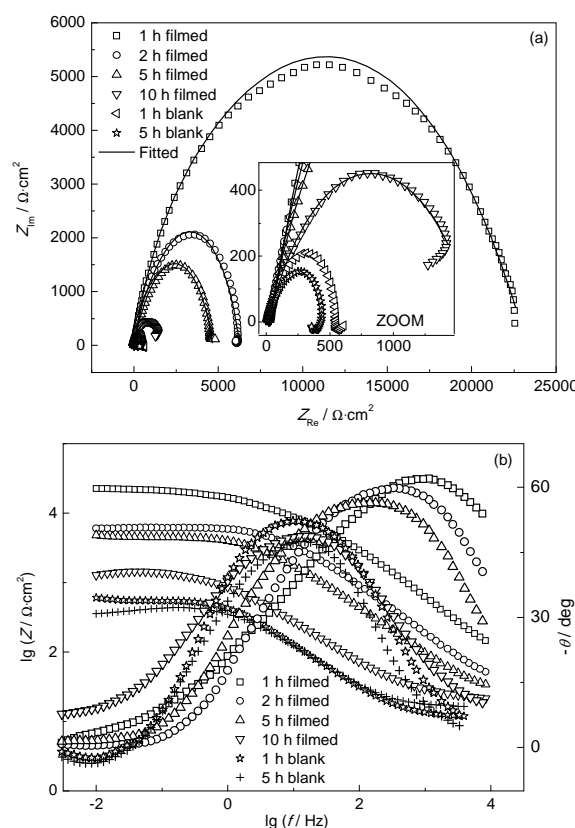 6000
5000
4000
3000
2000
1000
0
Z_Im / Ω·cm²
1 h filmed
2 h filmed
5 h filmed
10 h filmed
1 h blank
5 h blank
Fitted
(a)
400
200
0
0 500 1000
ZOOM
0 5000 10000 15000 20000 25000
Z_Re / Ω·cm²
(b)
4
2
0
lg (Z / Ω·cm²)
60
30
0
-θ / deg
1 h filmed
2 h filmed
5 h filmed
10 h filmed
1 h blank
5 h blank
-2 0 2 4
lg (f / Hz)